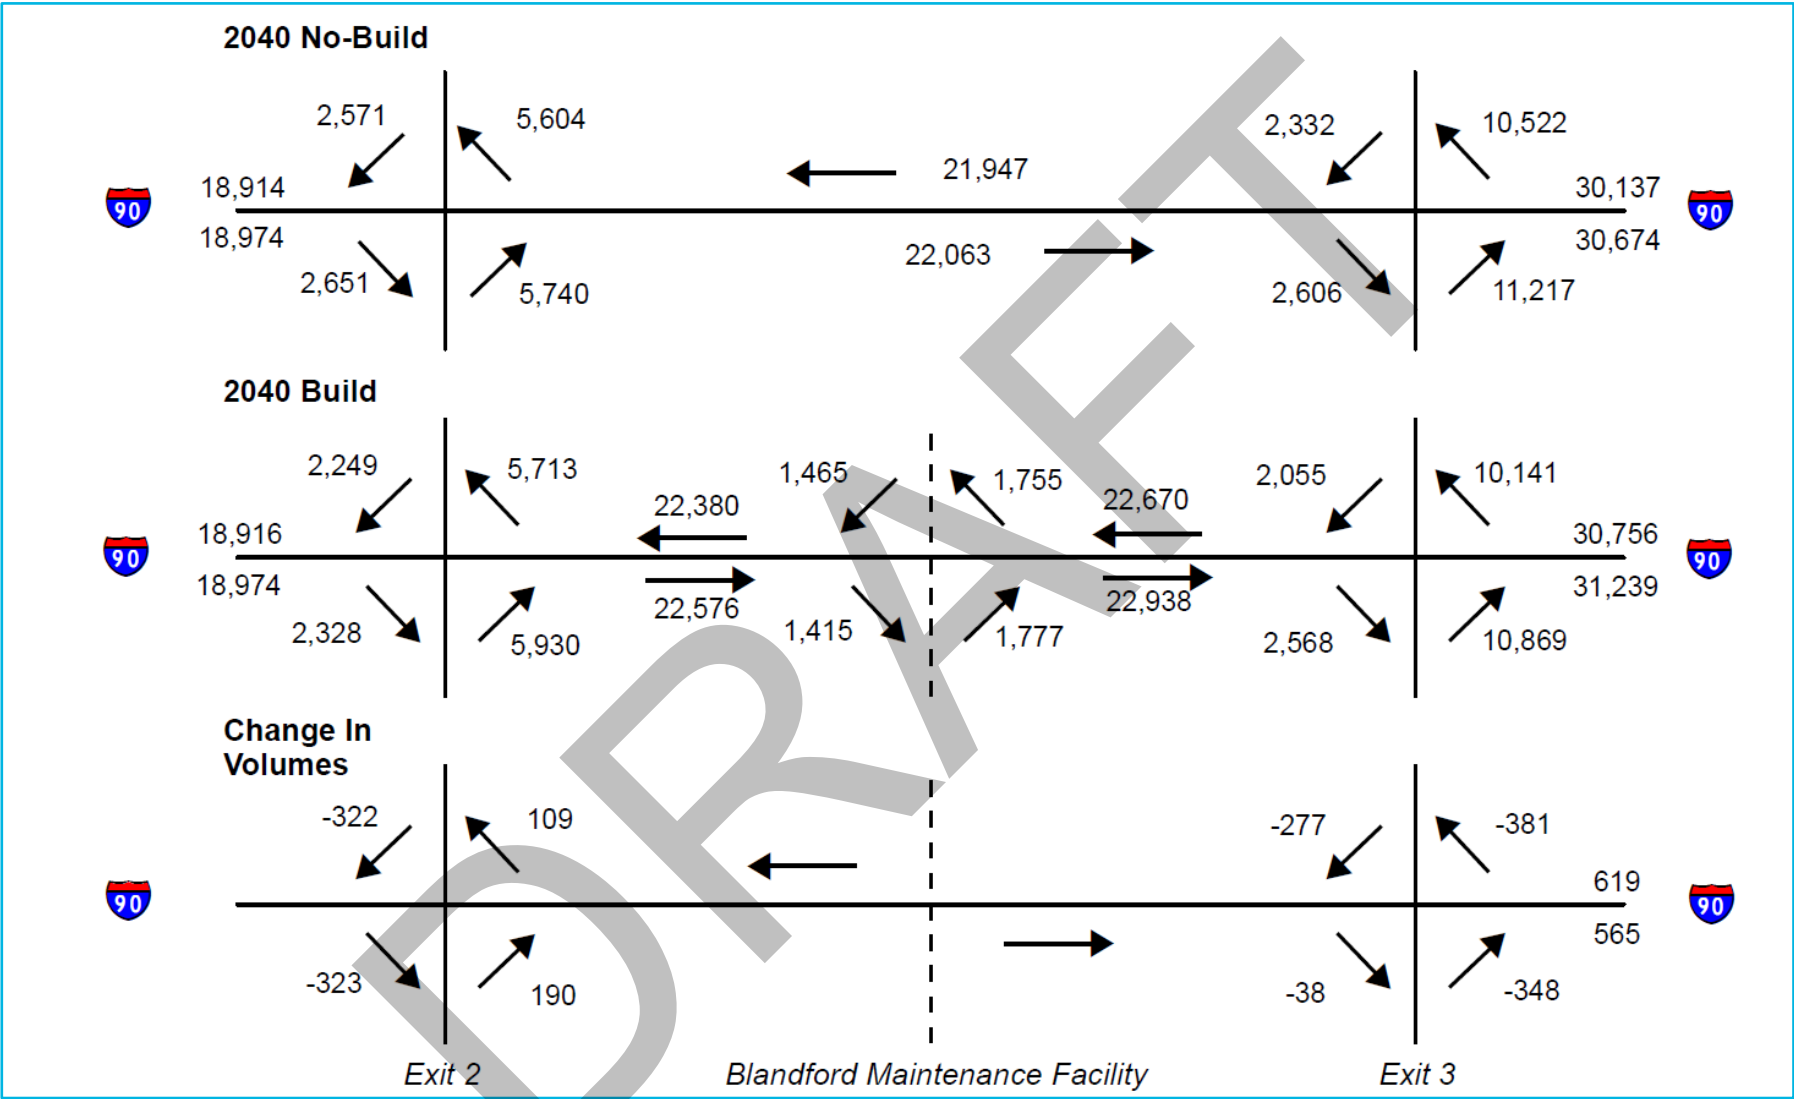 2040 No-Build
2,571 5,604 2,332 10,522
21,947
90 18,914 30,137 90
18,974 22,063 30,674
2,651 5,740 2,606 11,217
2040 Build
2,249 5,713 1,465 1,755 2,055 10,141
22,380 22,670
90 18,916 30,756 90
18,974 31,239
22,576 22,938
2,328 5,930 1,415 1,777 2,568 10,869
Change In
Volumes
-322 109 -277 -381
90 619 90
565
-323 190 -38 -348
Exit 2 Blandford Maintenance Facility Exit 3
DRAFT